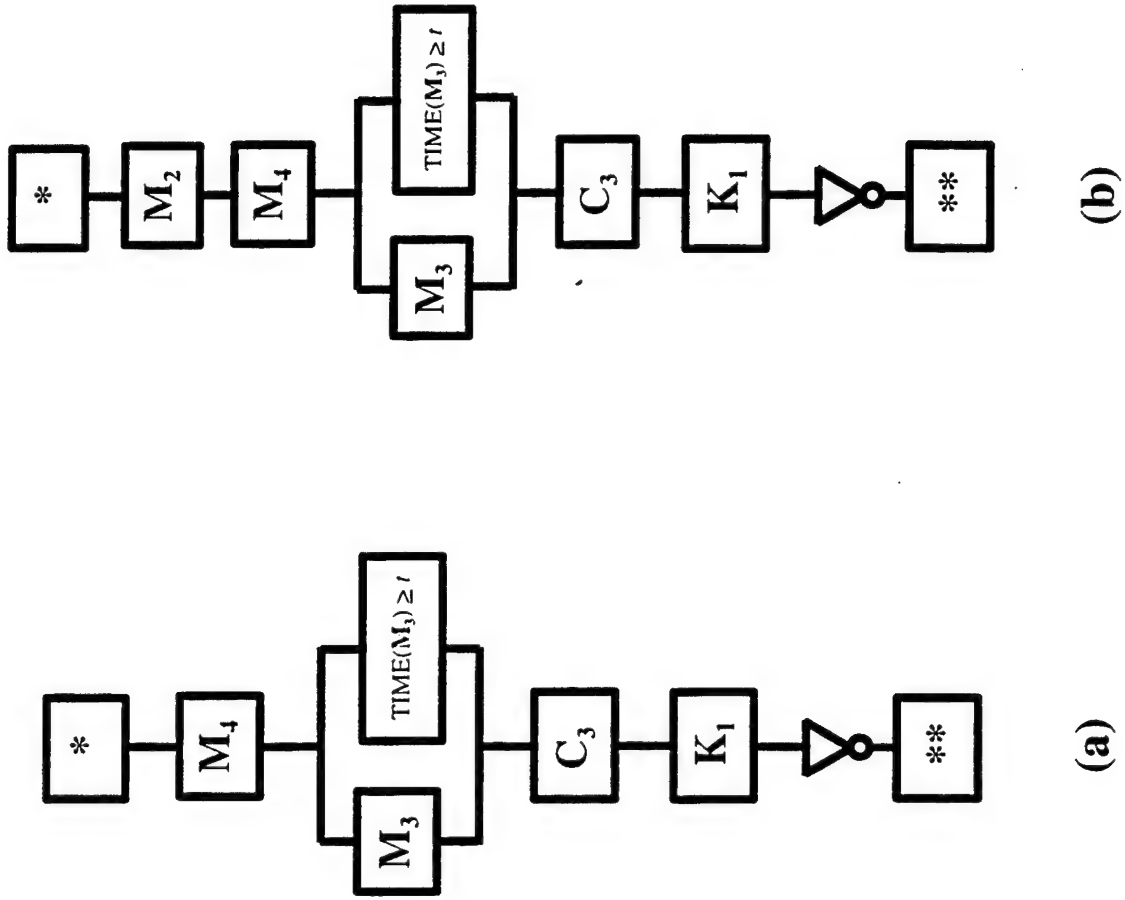 *
M₄
M₃
TIME(M₃) ≥ t
C₃
K₁
**
(a)
*
M₂
M₄
M₃
TIME(M₃) ≥ t
C₃
K₁
**
(b)